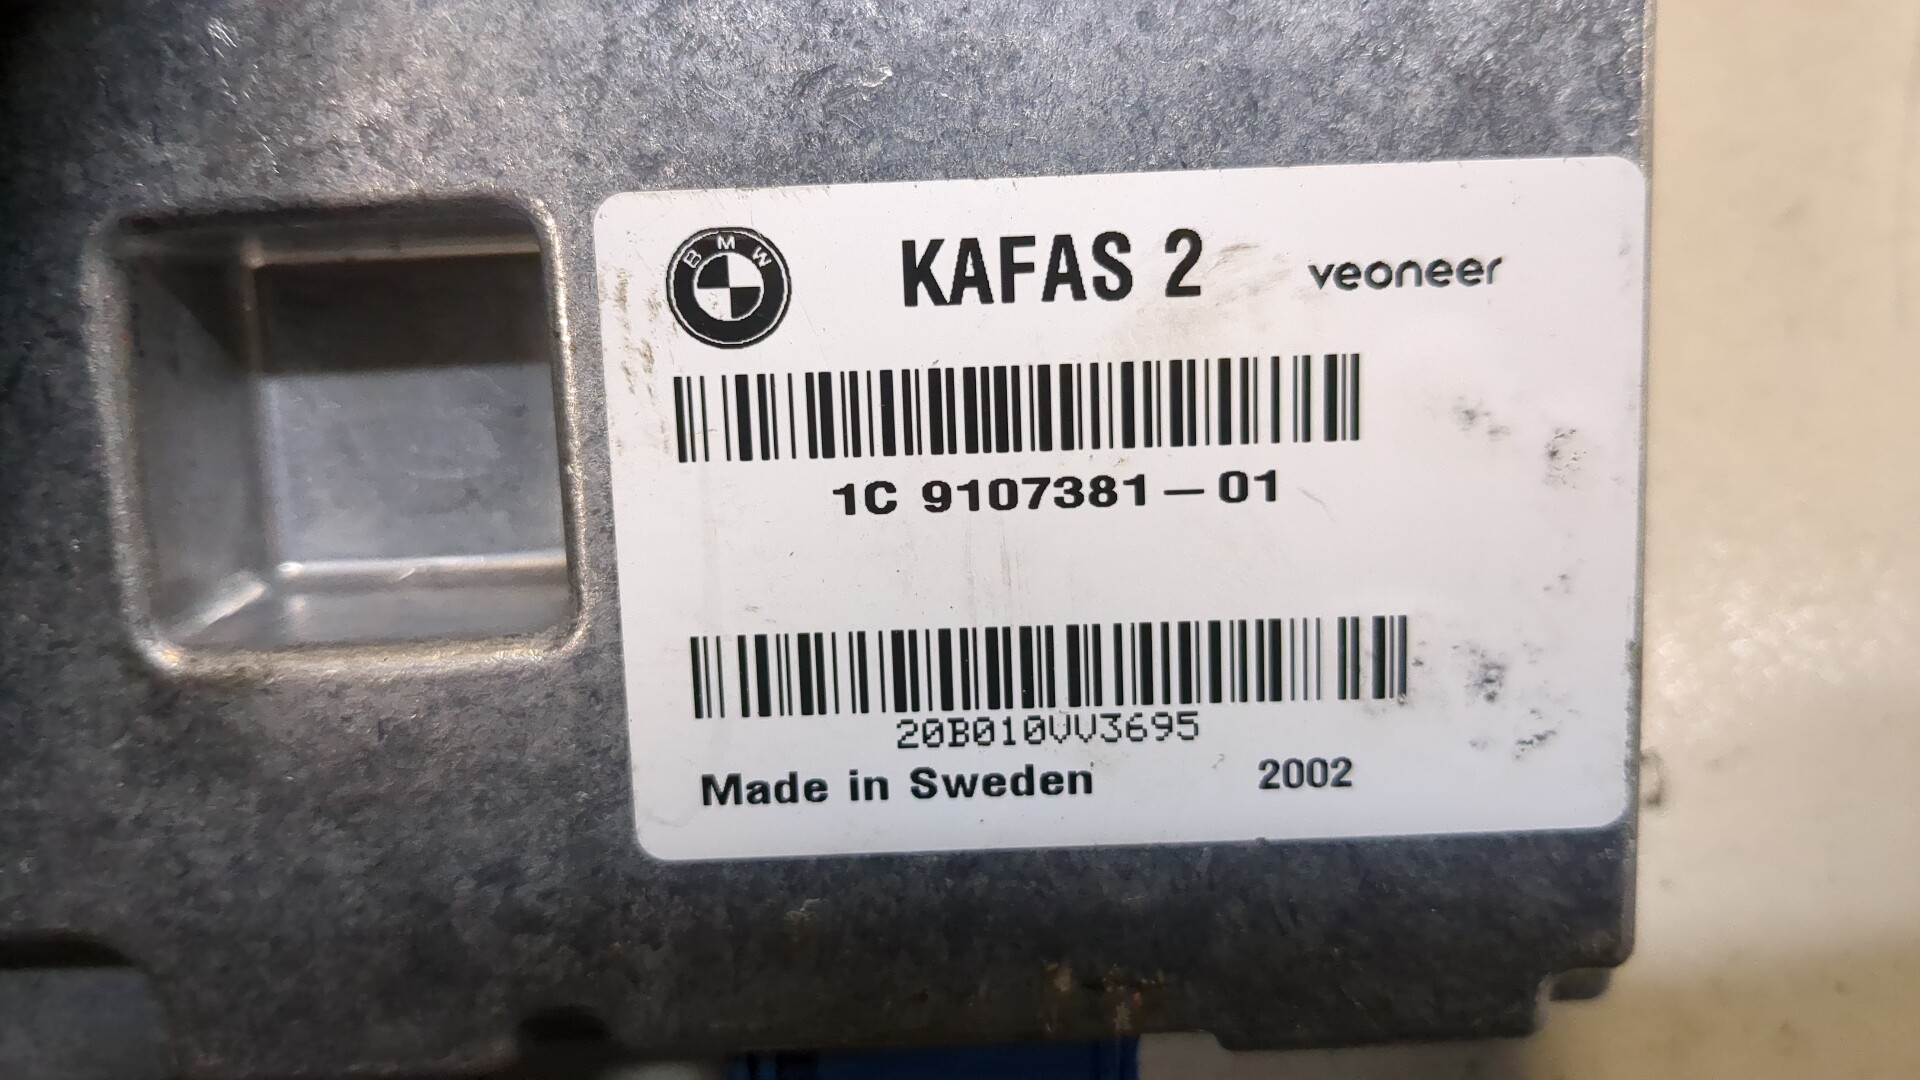 BMW KAFAS 2 veoneer
1C 9107381-01
20B010VV3695
Made in Sweden 2002